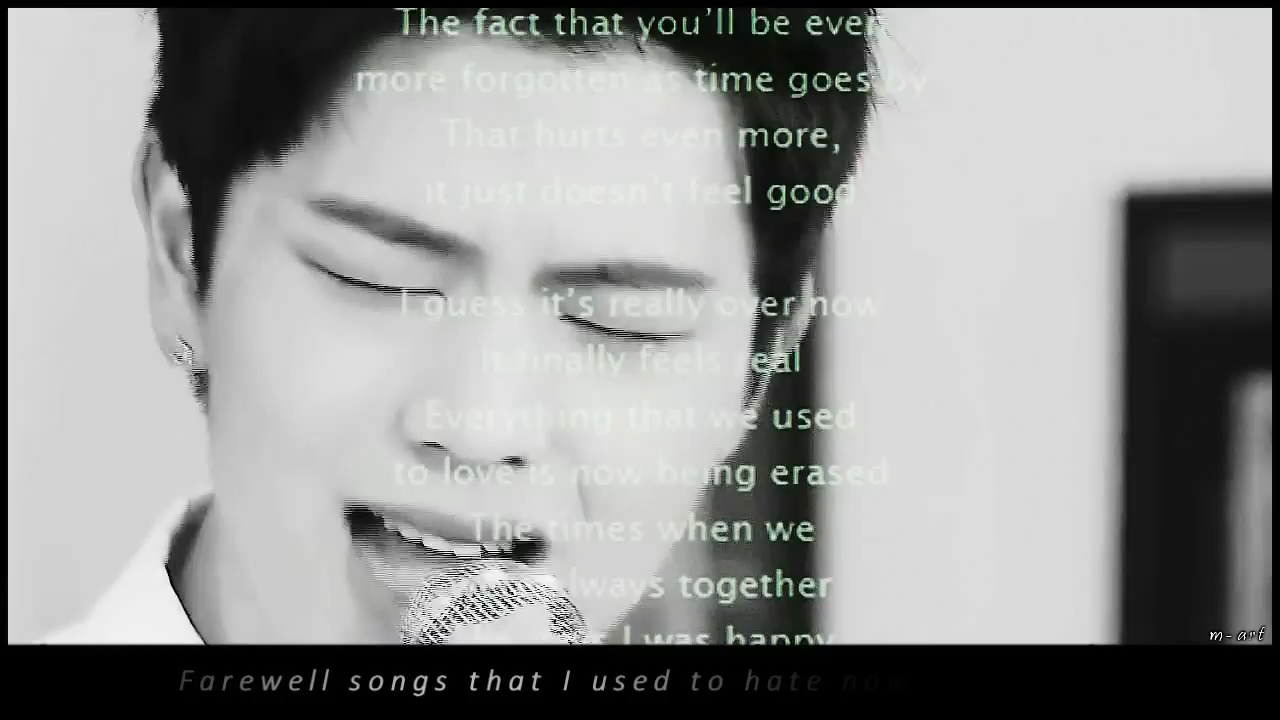 The fact that you'll be ever
more forgotten as time goes by
That hurts even more,
it just doesn't feel good
I guess it's really over now
It finally feels real
Everything that we used
to love is now being erased
The times when we
always together
I was happy
m-art
Farewell songs that I used to hate now